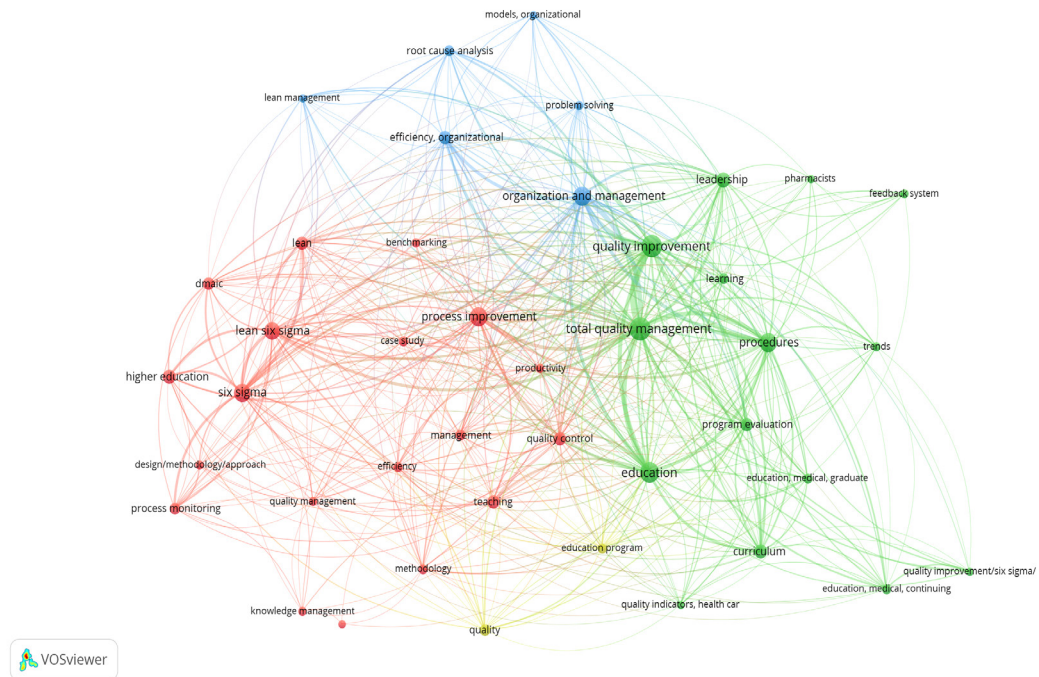 models, organizational
root cause analysis
lean management
problem solving
efficiency, organizational
leadership
pharmacists
feedback system
organization and management
lean
benchmarking
quality improvement
dmaic
learning
process improvement
lean six sigma
case study
total quality management
procedures
trends
higher education
six sigma
productivity
management
quality control
program evaluation
design/methodology/approach
efficiency
education
education, medical, graduate
process monitoring
quality management
teaching
education program
curriculum
methodology
quality improvement/six sigma/
education, medical, continuing
knowledge management
quality indicators, health car
quality
VOSviewer